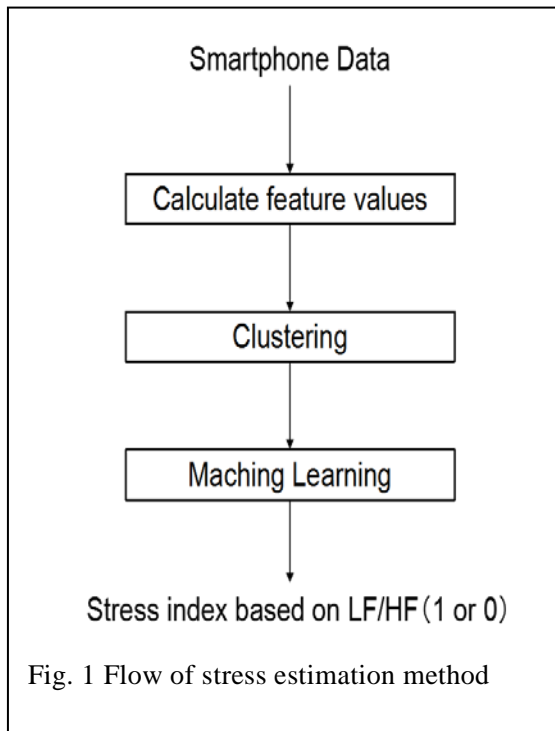 Smartphone Data
Calculate feature values
Clustering
Maching Learning
Stress index based on LF/HF(1 or 0)
Fig. 1 Flow of stress estimation method